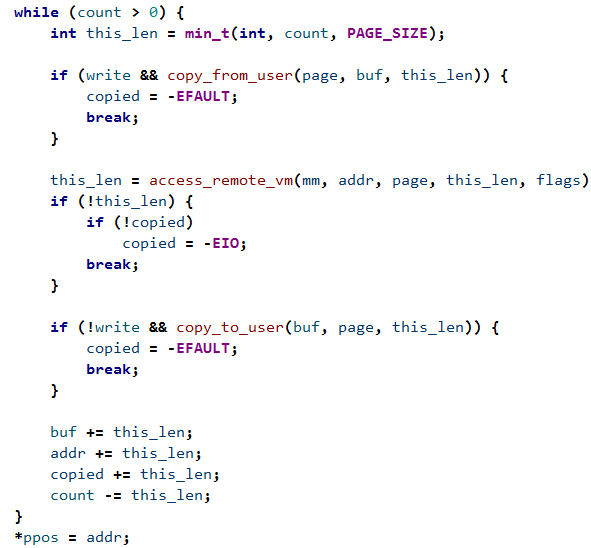 while (count > 0) {
    int this_len = min_t(int, count, PAGE_SIZE);

    if (write && copy_from_user(page, buf, this_len)) {
        copied = -EFAULT;
        break;
    }

    this_len = access_remote_vm(mm, addr, page, this_len, flags)
    if (!this_len) {
        if (!copied)
            copied = -EIO;
        break;
    }

    if (!write && copy_to_user(buf, page, this_len)) {
        copied = -EFAULT;
        break;
    }

    buf += this_len;
    addr += this_len;
    copied += this_len;
    count -= this_len;
}
*ppos = addr;